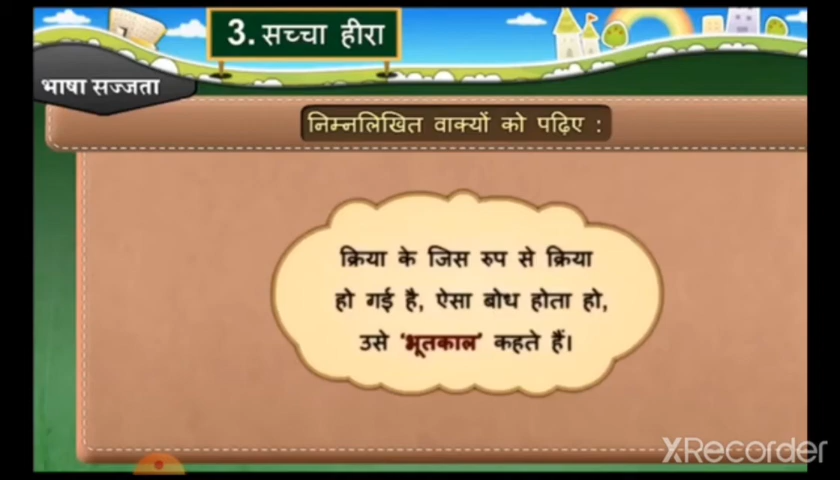 3. सच्चा हीरा
भाषा सज्जता
निम्नलिखित वाक्यों को पढ़िए :
क्रिया के जिस रुप से क्रिया
हो गई है, ऐसा बोध होता हो,
उसे 'भूतकाल' कहते हैं।
XRecorder